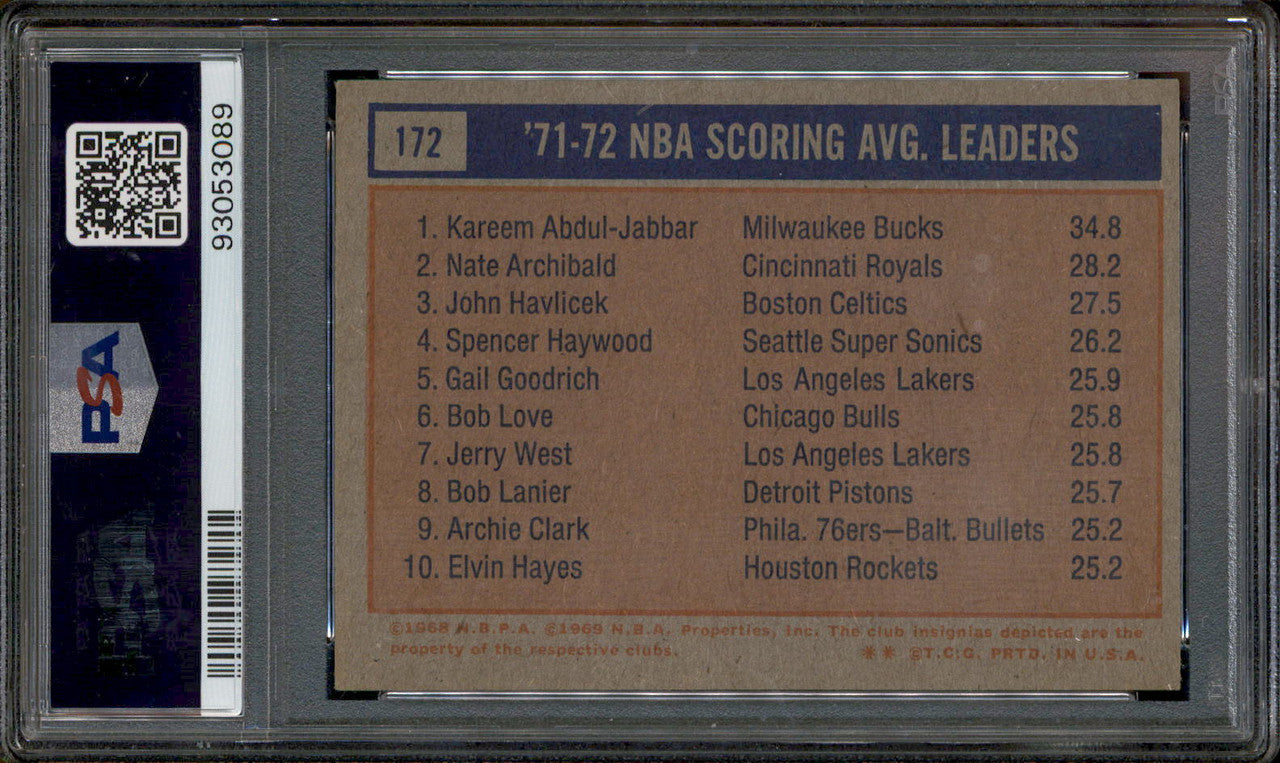 93053089
PSA
172
'71-72 NBA SCORING AVG. LEADERS
1. Kareem Abdul-Jabbar Milwaukee Bucks 34.8
2. Nate Archibald Cincinnati Royals 28.2
3. John Havlicek Boston Celtics 27.5
4. Spencer Haywood Seattle Super Sonics 26.2
5. Gail Goodrich Los Angeles Lakers 25.9
6. Bob Love Chicago Bulls 25.8
7. Jerry West Los Angeles Lakers 25.8
8. Bob Lanier Detroit Pistons 25.7
9. Archie Clark Phila. 76ers—Balt. Bullets 25.2
10. Elvin Hayes Houston Rockets 25.2
©1968 N.B.P.A. ©1969 N.B.A. Properties, Inc. The club insignias depicted are the
property of the respective clubs. ** ©T.C.G. PRTD. IN U.S.A.